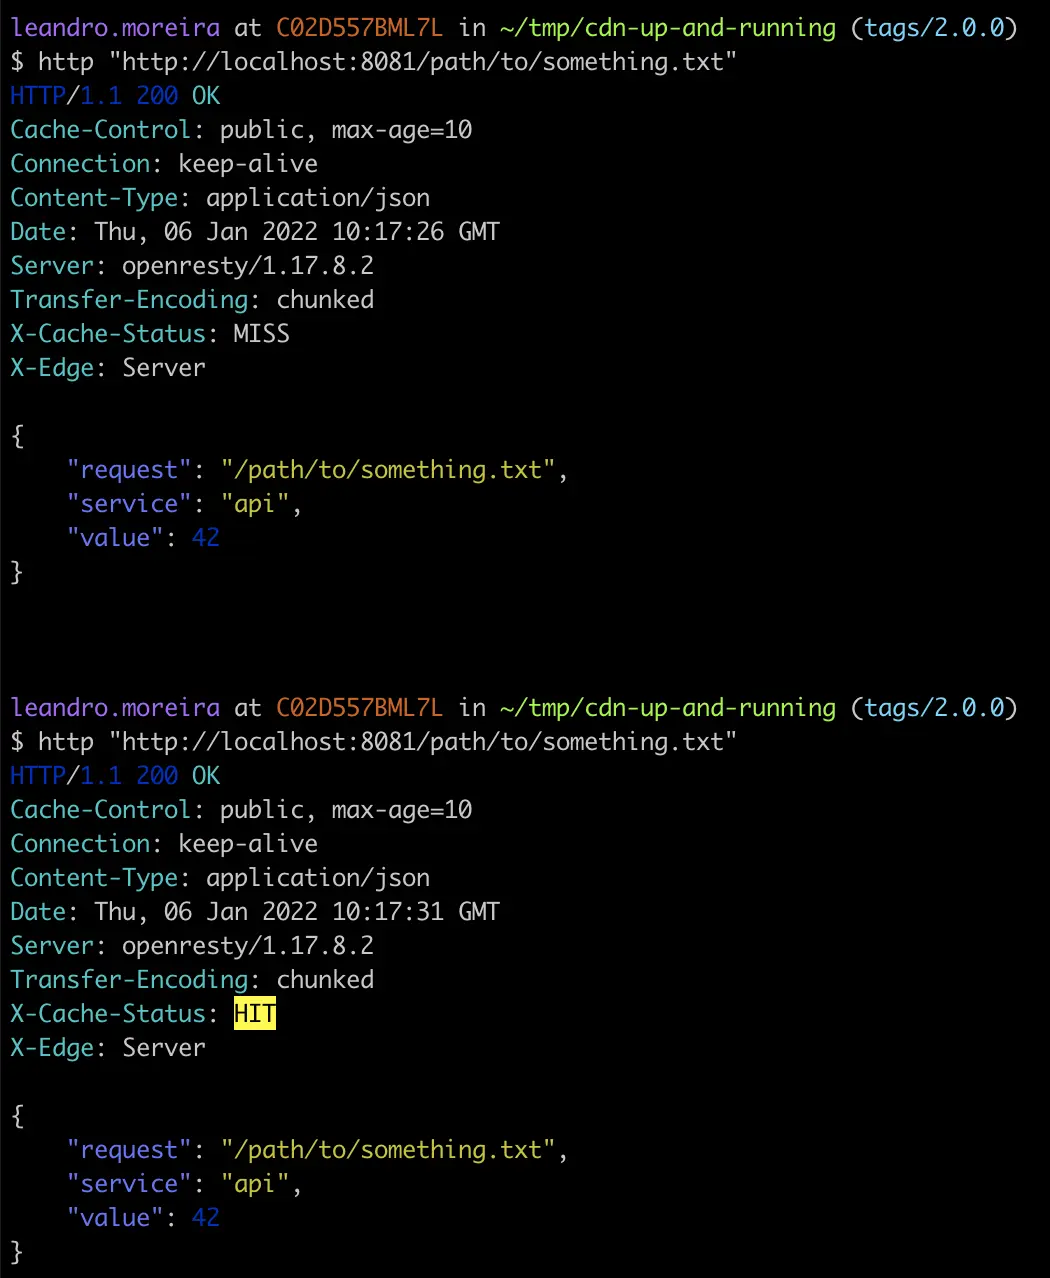 leandro.moreira at C02D557BML7L in ~/tmp/cdn-up-and-running (tags/2.0.0)
$ http "http://localhost:8081/path/to/something.txt"
HTTP/1.1 200 OK
Cache-Control: public, max-age=10
Connection: keep-alive
Content-Type: application/json
Date: Thu, 06 Jan 2022 10:17:26 GMT
Server: openresty/1.17.8.2
Transfer-Encoding: chunked
X-Cache-Status: MISS
X-Edge: Server
{
    "request": "/path/to/something.txt",
    "service": "api",
    "value": 42
}
leandro.moreira at C02D557BML7L in ~/tmp/cdn-up-and-running (tags/2.0.0)
$ http "http://localhost:8081/path/to/something.txt"
HTTP/1.1 200 OK
Cache-Control: public, max-age=10
Connection: keep-alive
Content-Type: application/json
Date: Thu, 06 Jan 2022 10:17:31 GMT
Server: openresty/1.17.8.2
Transfer-Encoding: chunked
X-Cache-Status: HIT
X-Edge: Server
{
    "request": "/path/to/something.txt",
    "service": "api",
    "value": 42
}